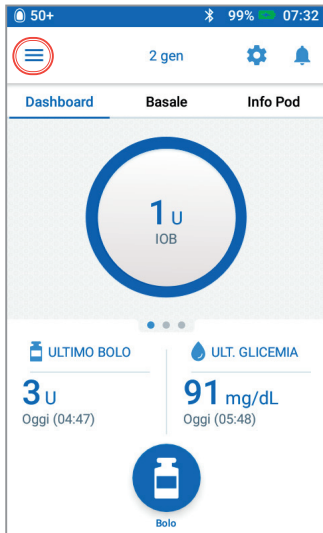 50+ 99% 07:32
2 gen
Dashboard Basale Info Pod
1 U
IOB
ULTIMO BOLO ULT. GLICEMIA
3 U 91 mg/dL
Oggi (04:47) Oggi (05:48)
Bolo